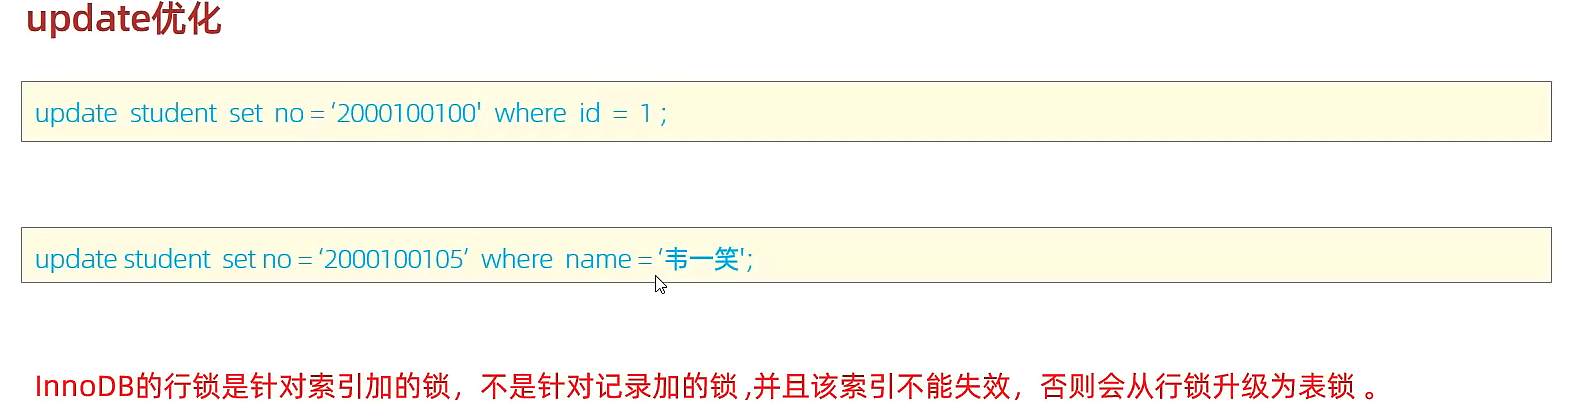 update优化
update student set no = ‘2000100100' where id = 1 ;
update student set no = ‘2000100105’ where name = ‘韦一笑';
InnoDB的行锁是针对索引加的锁，不是针对记录加的锁 ,并且该索引不能失效，否则会从行锁升级为表锁 。